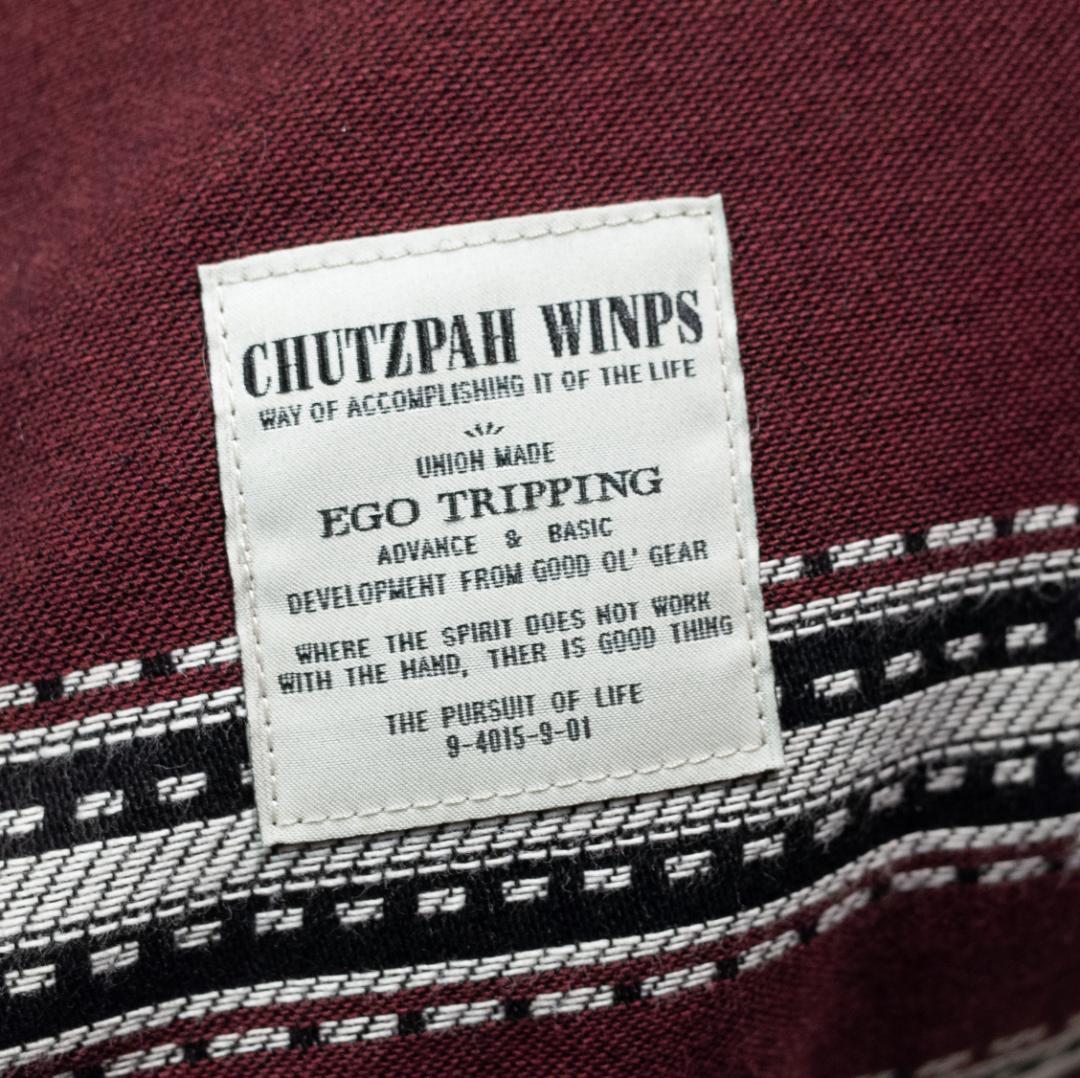 CHUTZPAH WINPS
WAY OF ACCOMPLISHING IT OF THE LIFE
UNION MADE
EGO TRIPPING
ADVANCE & BASIC
DEVELOPMENT FROM GOOD OL' GEAR
WHERE THE SPIRIT DOES NOT WORK
WITH THE HAND, THER IS GOOD THING
THE PURSUIT OF LIFE
9-4015-9-01